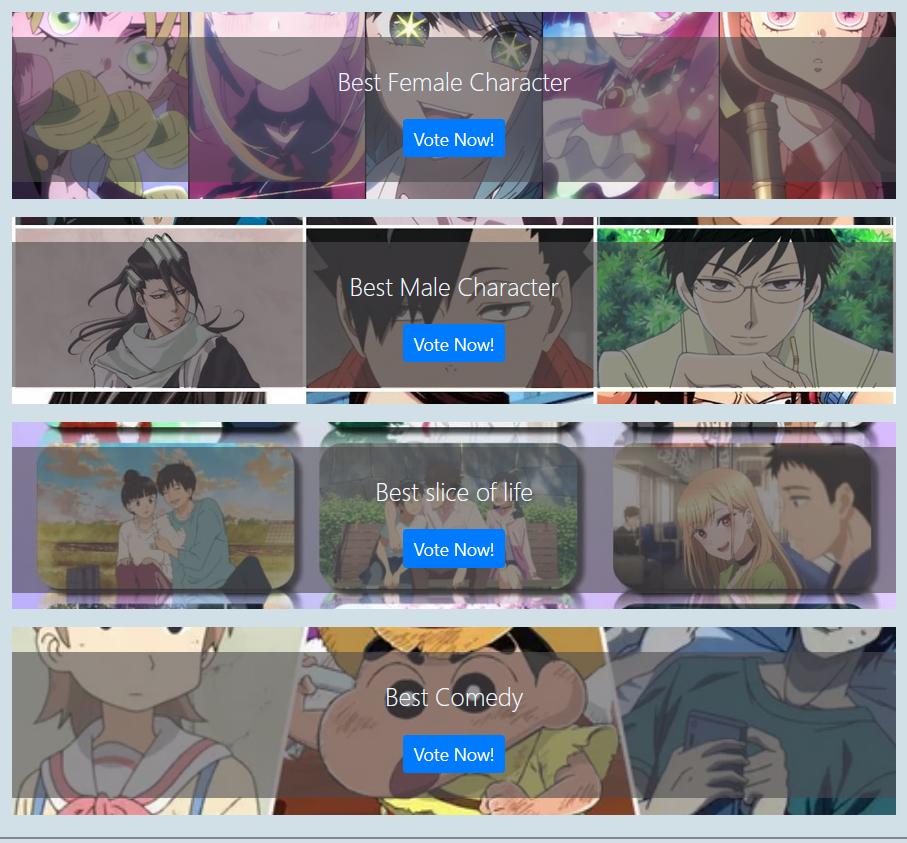 Best Female Character
Vote Now!
Best Male Character
Vote Now!
Best slice of life
Vote Now!
Best Comedy
Vote Now!